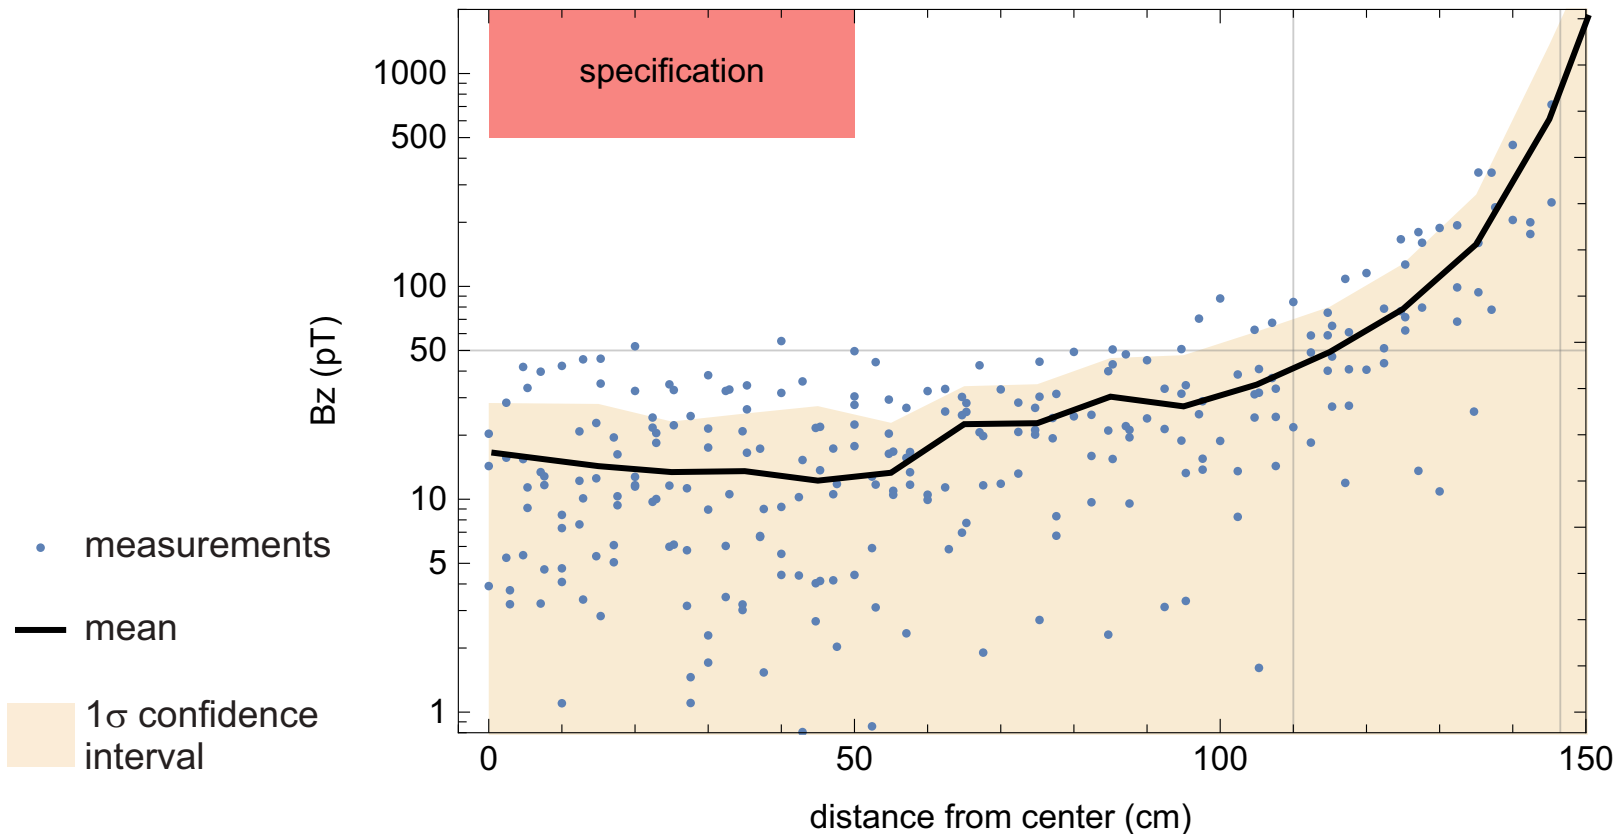 specification
1000
500
100
50
10
5
1
Bz (pT)
0
50
100
150
distance from center (cm)
measurements
mean
1σ confidence
interval